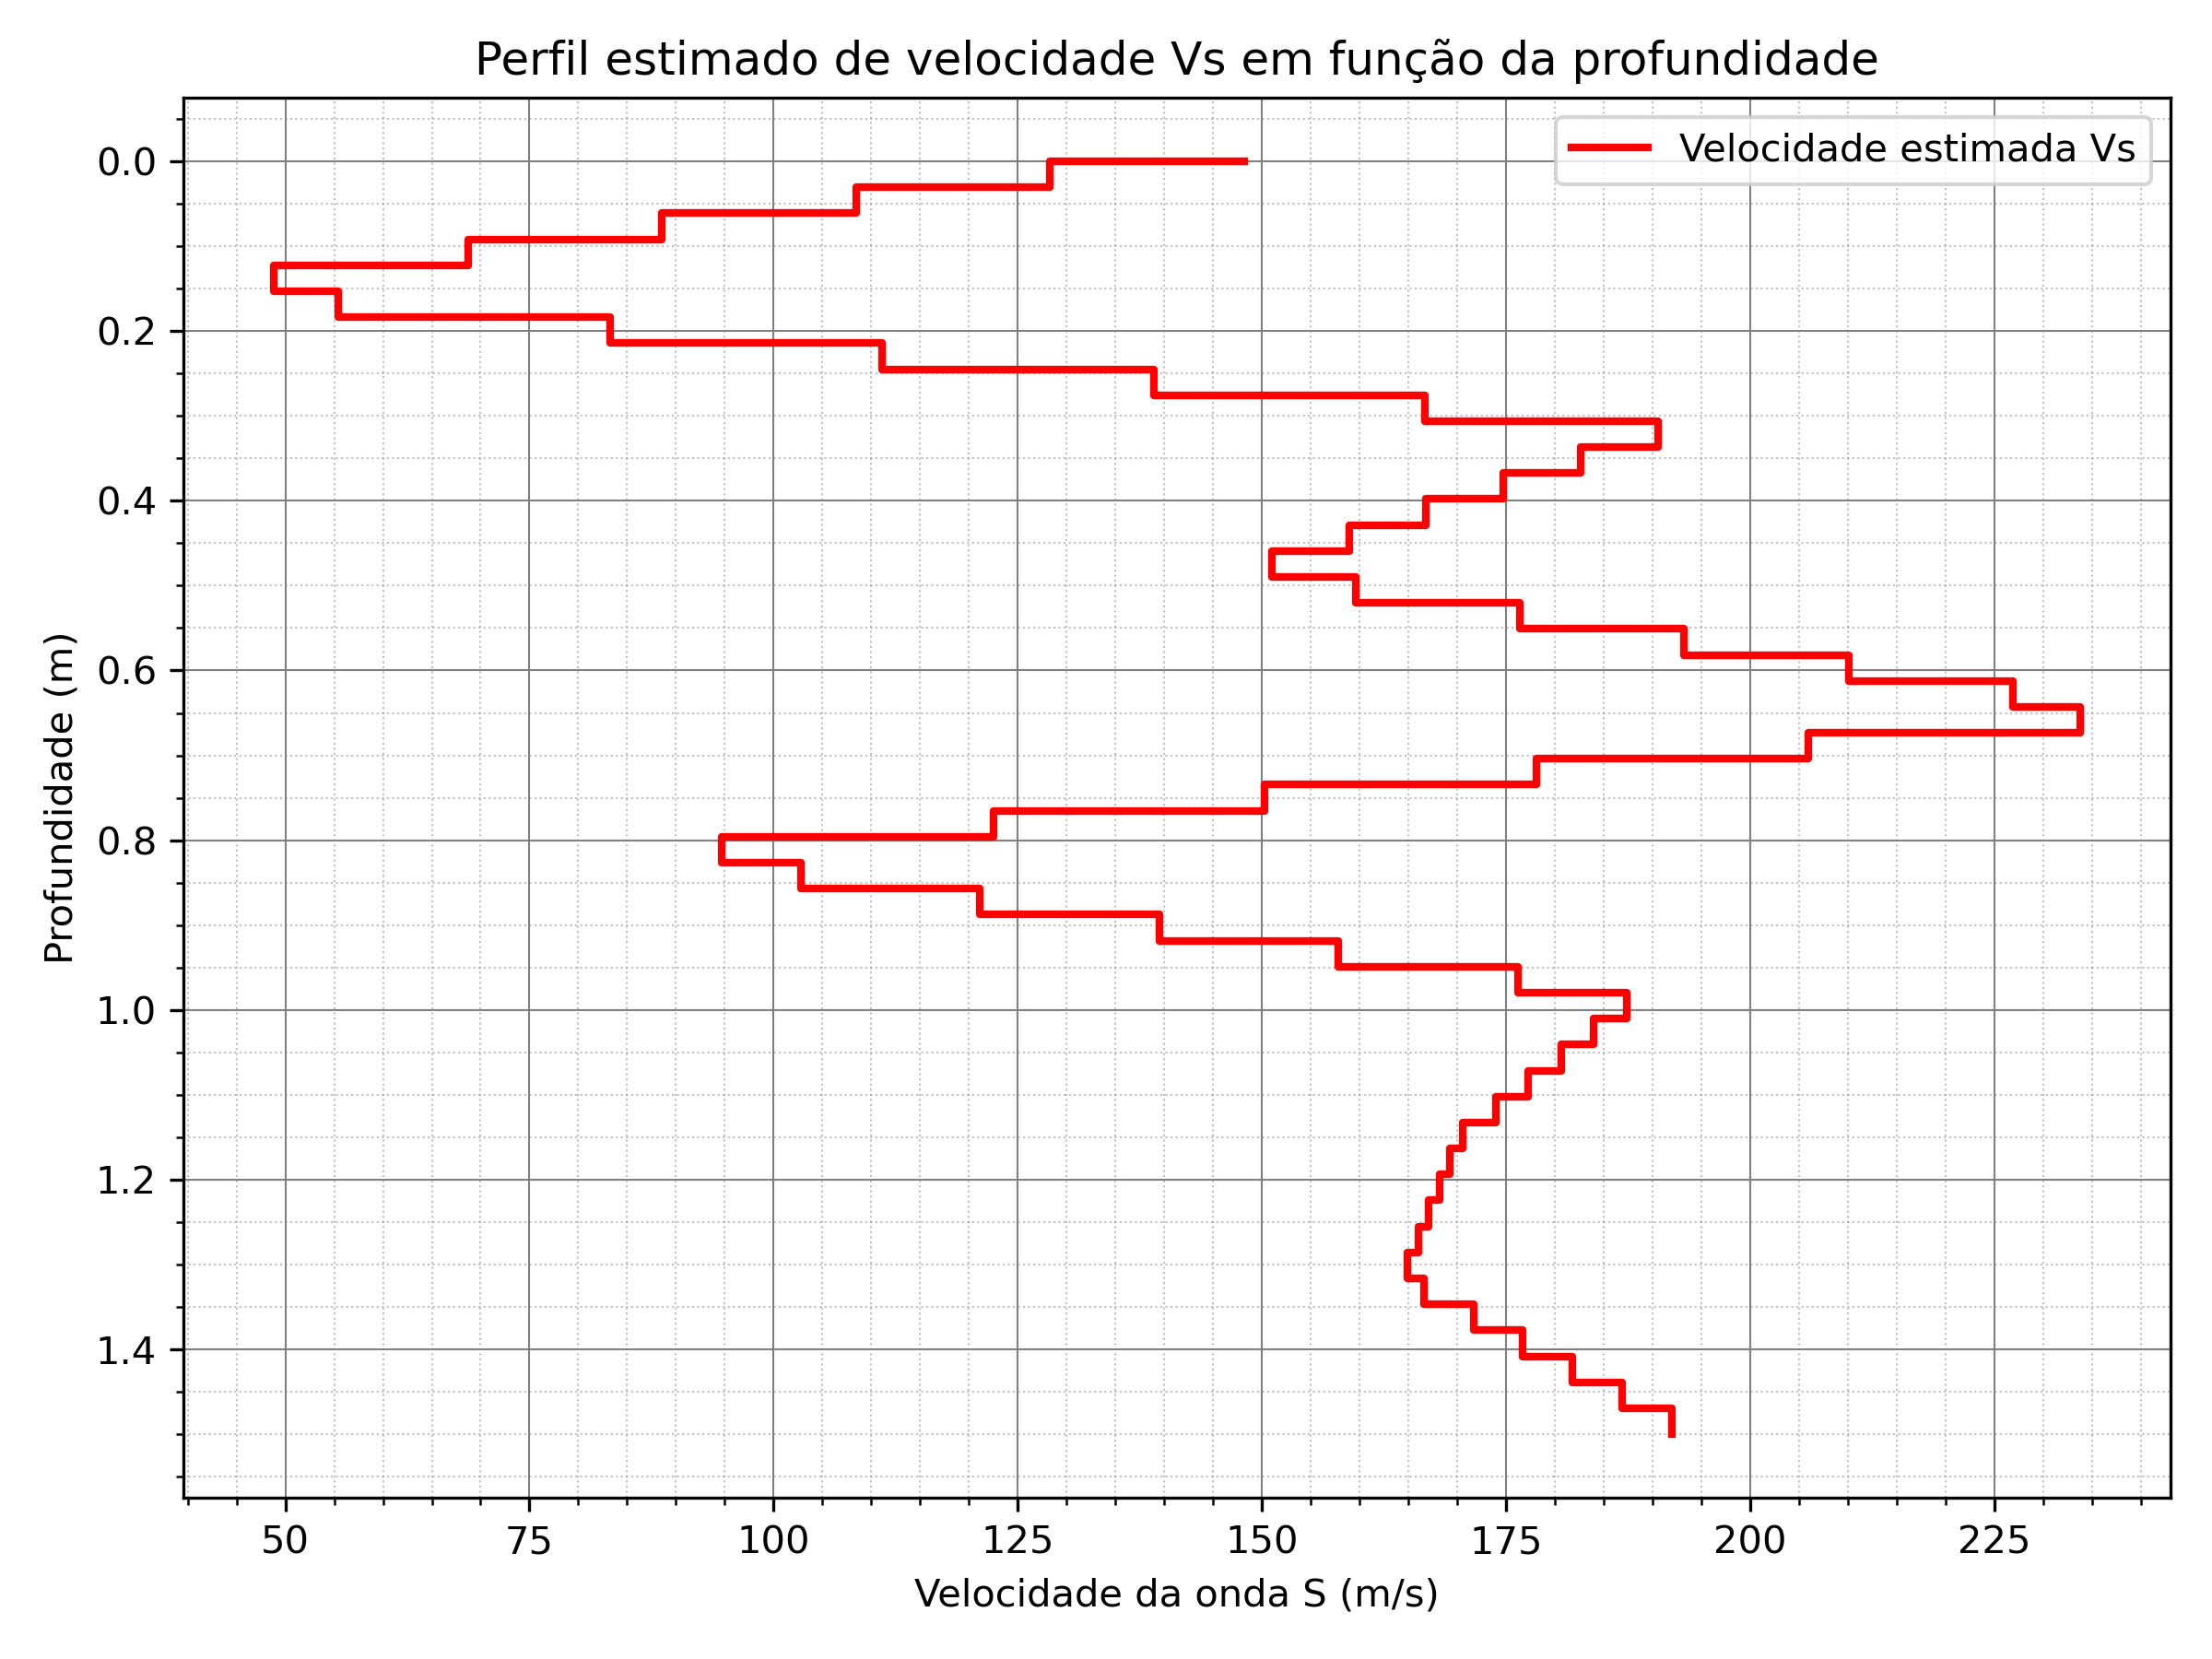 Perfil estimado de velocidade Vs em função da profundidade
Velocidade estimada Vs
0.0
0.2
0.4
0.6
0.8
1.0
1.2
1.4
Profundidade (m)
50 75 100 125 150 175 200 225
Velocidade da onda S (m/s)